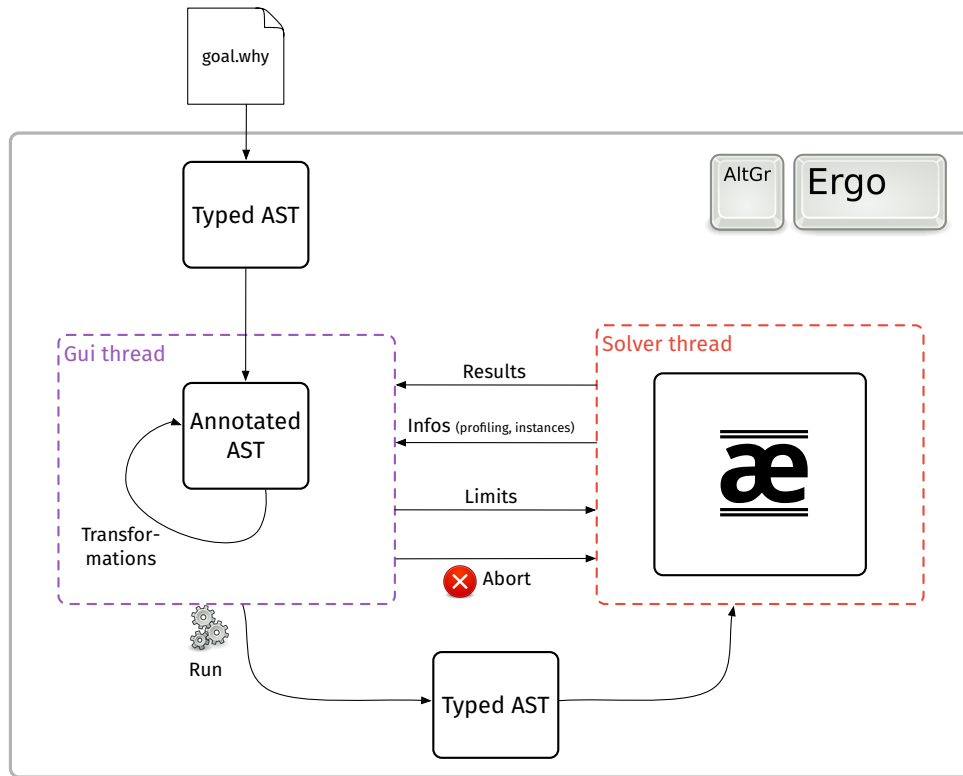 goal.why
AltGr
Ergo
Typed AST
Gui thread
Solver thread
Results
Annotated
AST
Infos (profiling, instances)
æ
Limits
Transfor-
mations
Abort
Run
Typed AST